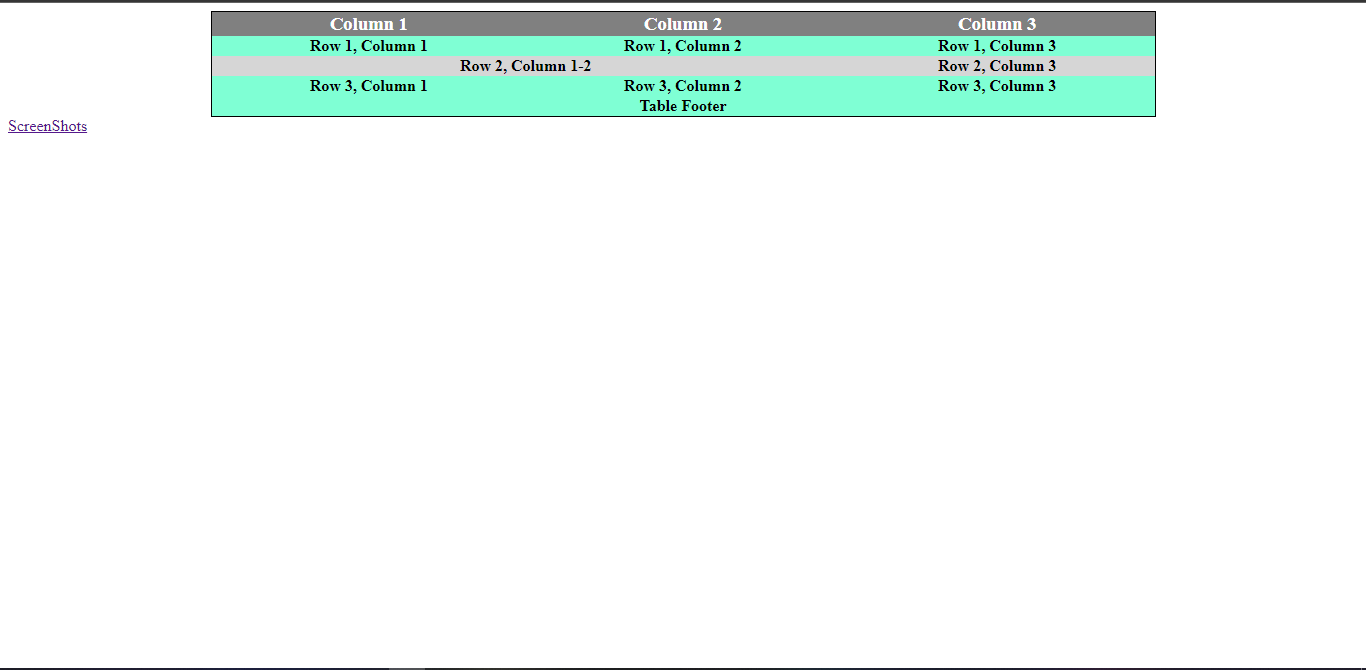 Column 1 Column 2 Column 3
Row 1, Column 1 Row 1, Column 2 Row 1, Column 3
Row 2, Column 1-2 Row 2, Column 3
Row 3, Column 1 Row 3, Column 2 Row 3, Column 3
Table Footer
ScreenShots